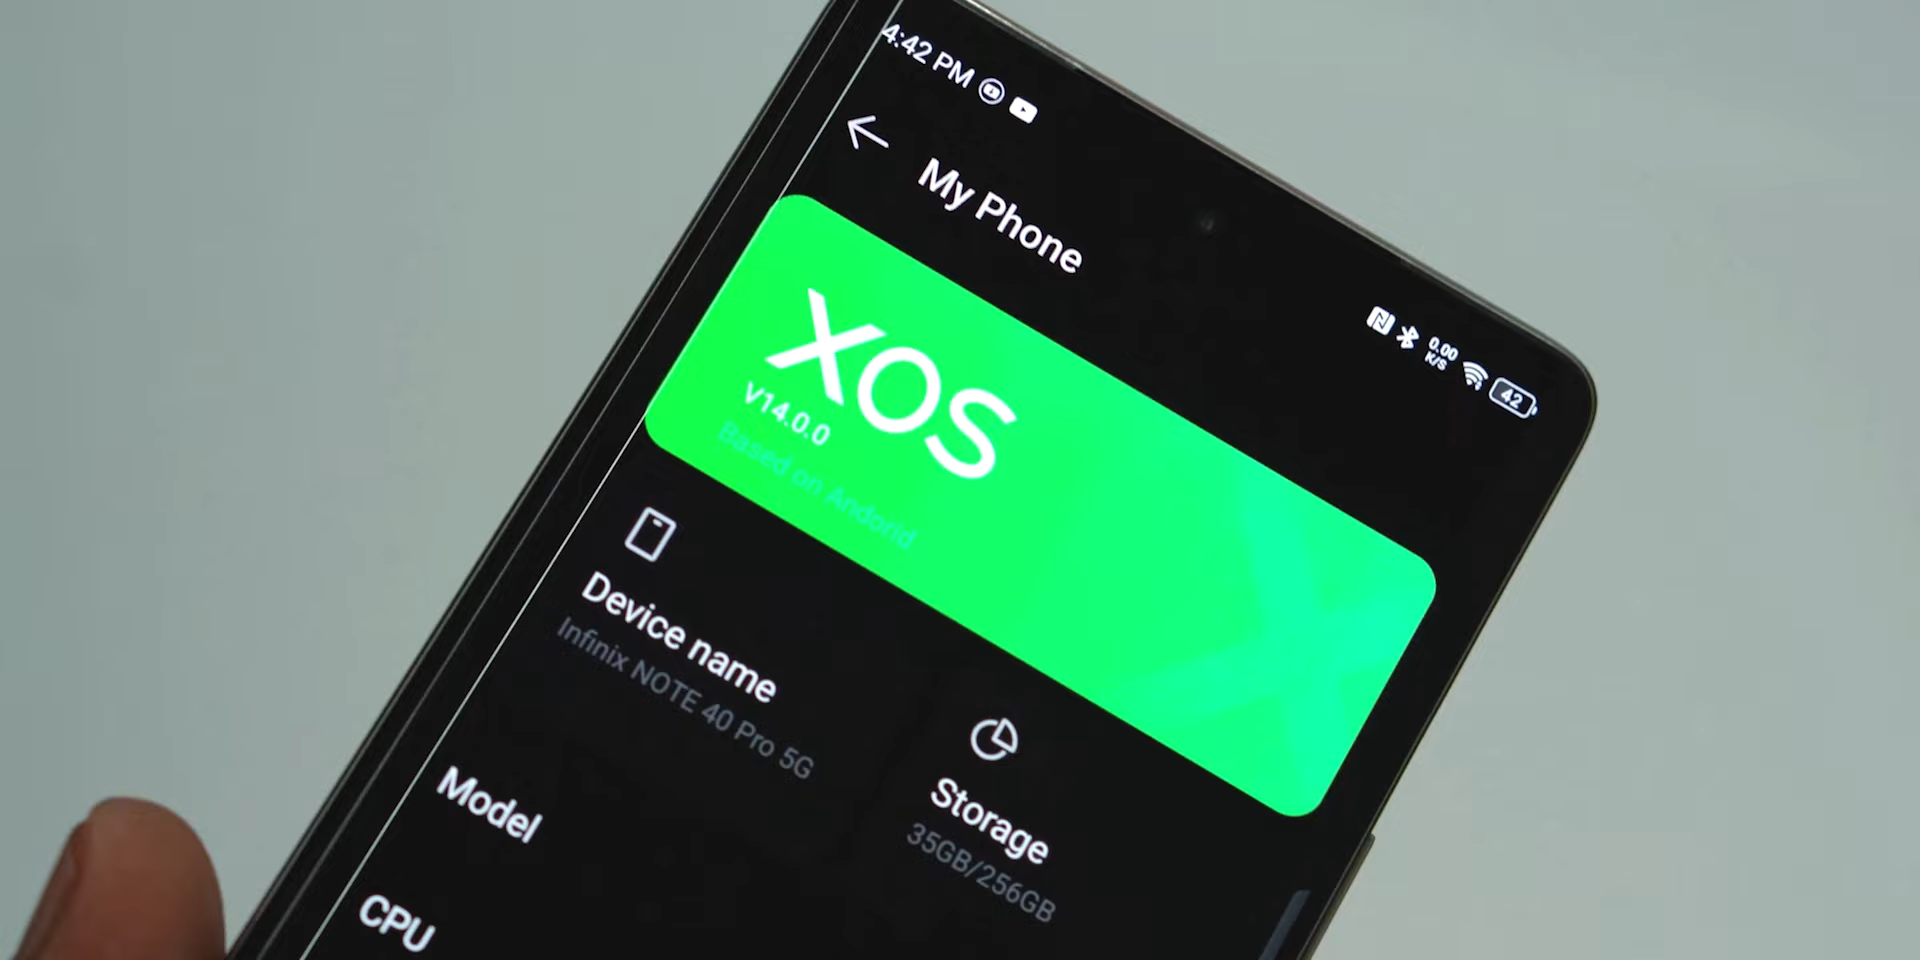 4:42 PM
0.00
K/S
42
My Phone
XOS
V14.0.0
Based on Andorid
Device name
Infinix NOTE 40 Pro 5G
Storage
35GB/256GB
Model
CPU